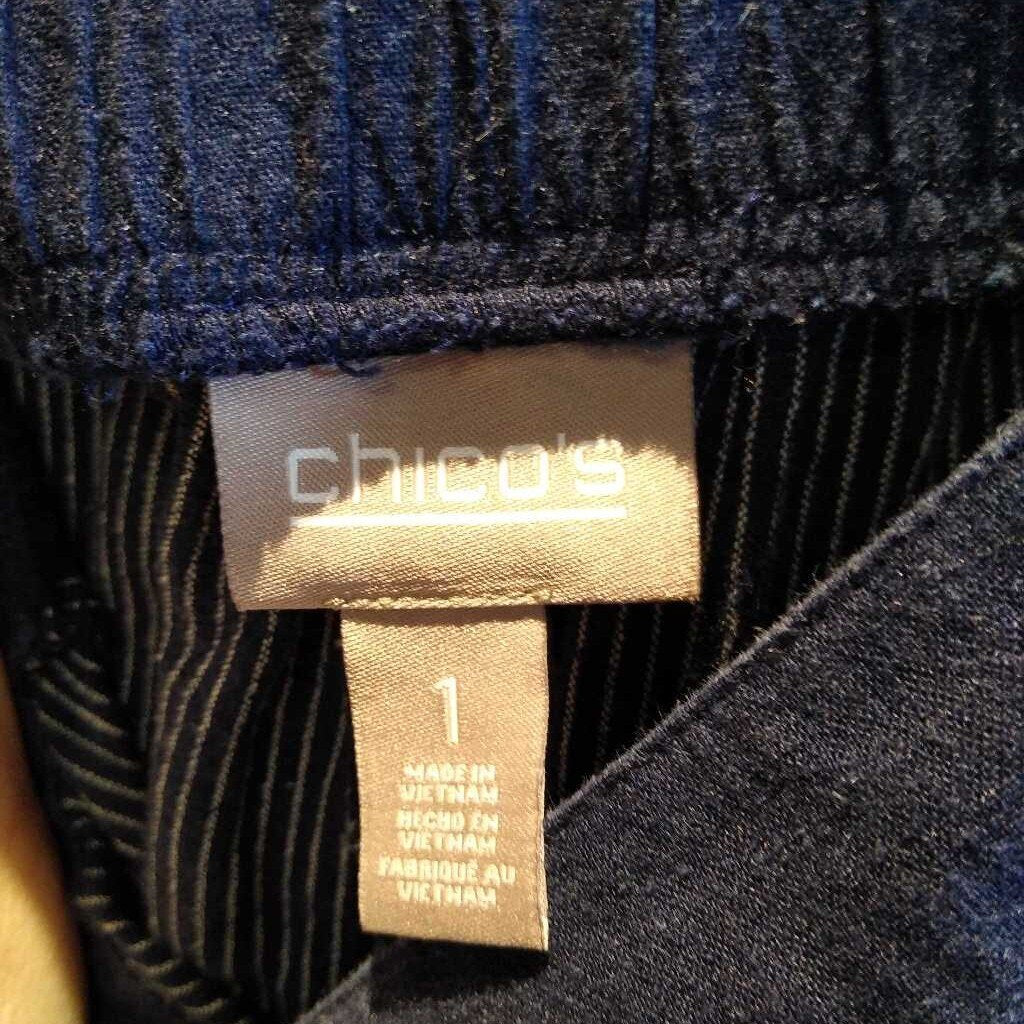 chico's
1
MADE IN
VIETNAM
HECHO EN
VIETNAM
FABRIQUÉ AU
VIETNAM